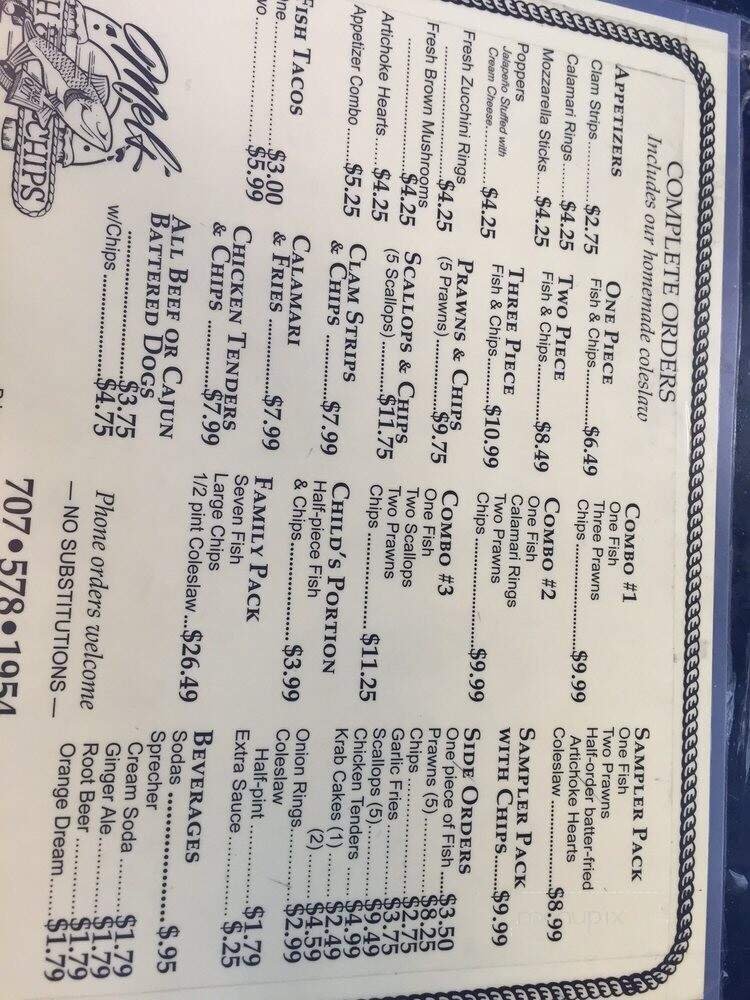 COMPLETE ORDERS
Includes our homemade coleslaw
APPETIZERS
Clam Strips .......... $2.75
Calamari Rings....... $4.25
Mozzarella Sticks.... $4.25
Poppers
Jalapeño Stuffed with
Cream Cheese.......... $4.25
Fresh Zucchini Rings
.......................... $4.25
Fresh Brown Mushrooms
.......................... $4.25
Artichoke Hearts..... $4.25
Appetizer Combo .... $5.25
FISH TACOS
One.......................... $3.00
Two.......................... $5.99
Mel's
FISH
CHIPS
ONE PIECE
Fish & Chips.......... $6.49
TWO PIECE
Fish & Chips.......... $8.49
THREE PIECE
Fish & Chips.......... $10.99
PRAWNS & CHIPS
(5 Prawns) ............. $9.75
SCALLOPS & CHIPS
(5 Scallops) .......... $11.75
CLAM STRIPS
& CHIPS .............. $7.99
CALAMARI
& FRIES .............. $7.99
CHICKEN TENDERS
& CHIPS .............. $7.99
ALL BEEF OR CAJUN
BATTERED DOGS
.......................... $3.75
w/Chips .................. $4.75
COMBO #1
One Fish
Three Prawns
Chips.......................... $9.99
COMBO #2
One Fish
Calamari Rings
Two Prawns
Chips.......................... $9.99
COMBO #3
One Fish
Two Scallops
Two Prawns
Chips .......................... $11.25
CHILD'S PORTION
Half-piece Fish
& Chips.................... $3.99
FAMILY PACK
Seven Fish
Large Chips
1/2 pint Coleslaw ... $26.49
Phone orders welcome
— NO SUBSTITUTIONS —
707•578•1954
SAMPLER PACK
One Fish
Two Prawns
Half-order batter-fried
Artichoke Hearts
Coleslaw .................. $8.99
SAMPLER PACK
WITH CHIPS...... $9.99
SIDE ORDERS
One piece of Fish... $3.50
Prawns (5)............. $8.25
Chips .................... $2.75
Garlic Fries ........... $3.75
Scallops (5)........... $9.49
Chicken Tenders .... $4.99
Krab Cakes (1) ...... $2.49
(2) ...... $4.59
Onion Rings........... $2.99
Coleslaw
Half-pint ............. $1.79
Extra Sauce ............. $.25
BEVERAGES
Sodas .................... $.95
Sprecher
Cream Soda ........ $1.79
Ginger Ale........... $1.79
Root Beer ........... $1.79
Orange Dream..... $1.79